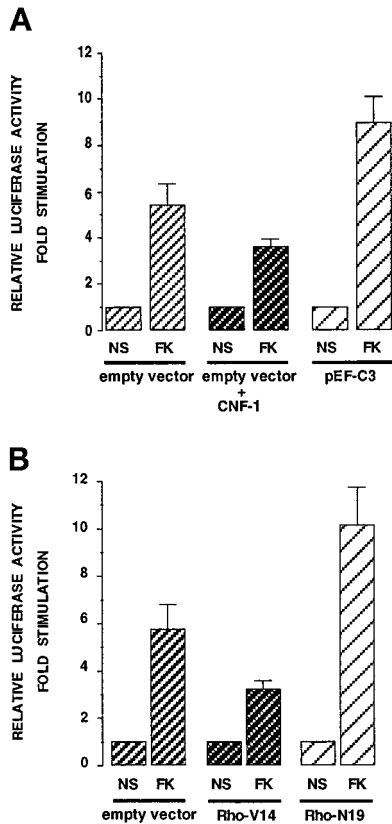 A
RELATIVE LUCIFERASE ACTIVITY
FOLD STIMULATION
12
10
8
6
4
2
0
NS FK NS FK NS FK
empty vector empty vector pEF-C3
+
CNF-1
B
RELATIVE LUCIFERASE ACTIVITY
FOLD STIMULATION
12
10
8
6
4
2
0
NS FK NS FK NS FK
empty vector Rho-V14 Rho-N19